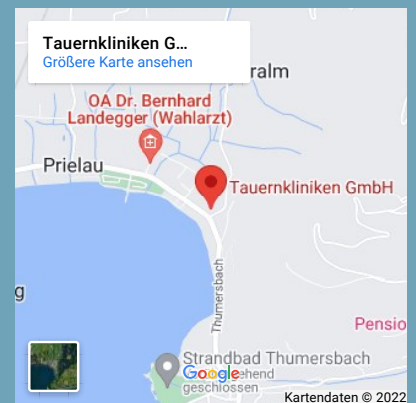 Tauernkliniken G...
Größere Karte ansehen
ralm
OA Dr. Bernhard
Landegger (Wahlarzt)
Prielau
Tauernkliniken GmbH
Thumersbach
g
Pensio
Strandbad Thumersbach
Google
ehend
geschlossen
Kartendaten © 2022